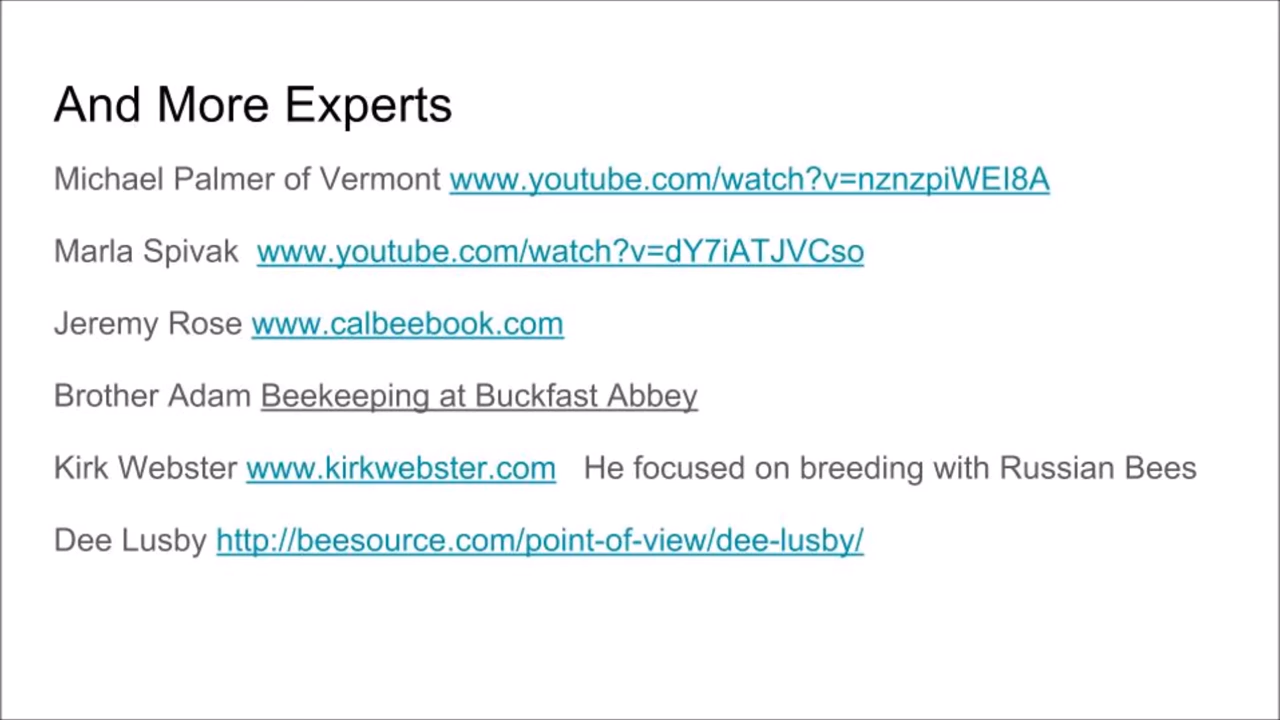 And More Experts
Michael Palmer of Vermont www.youtube.com/watch?v=nznzpiWEI8A
Marla Spivak www.youtube.com/watch?v=dY7iATJVCso
Jeremy Rose www.calbeebook.com
Brother Adam Beekeeping at Buckfast Abbey
Kirk Webster www.kirkwebster.com He focused on breeding with Russian Bees
Dee Lusby http://beesource.com/point-of-view/dee-lusby/